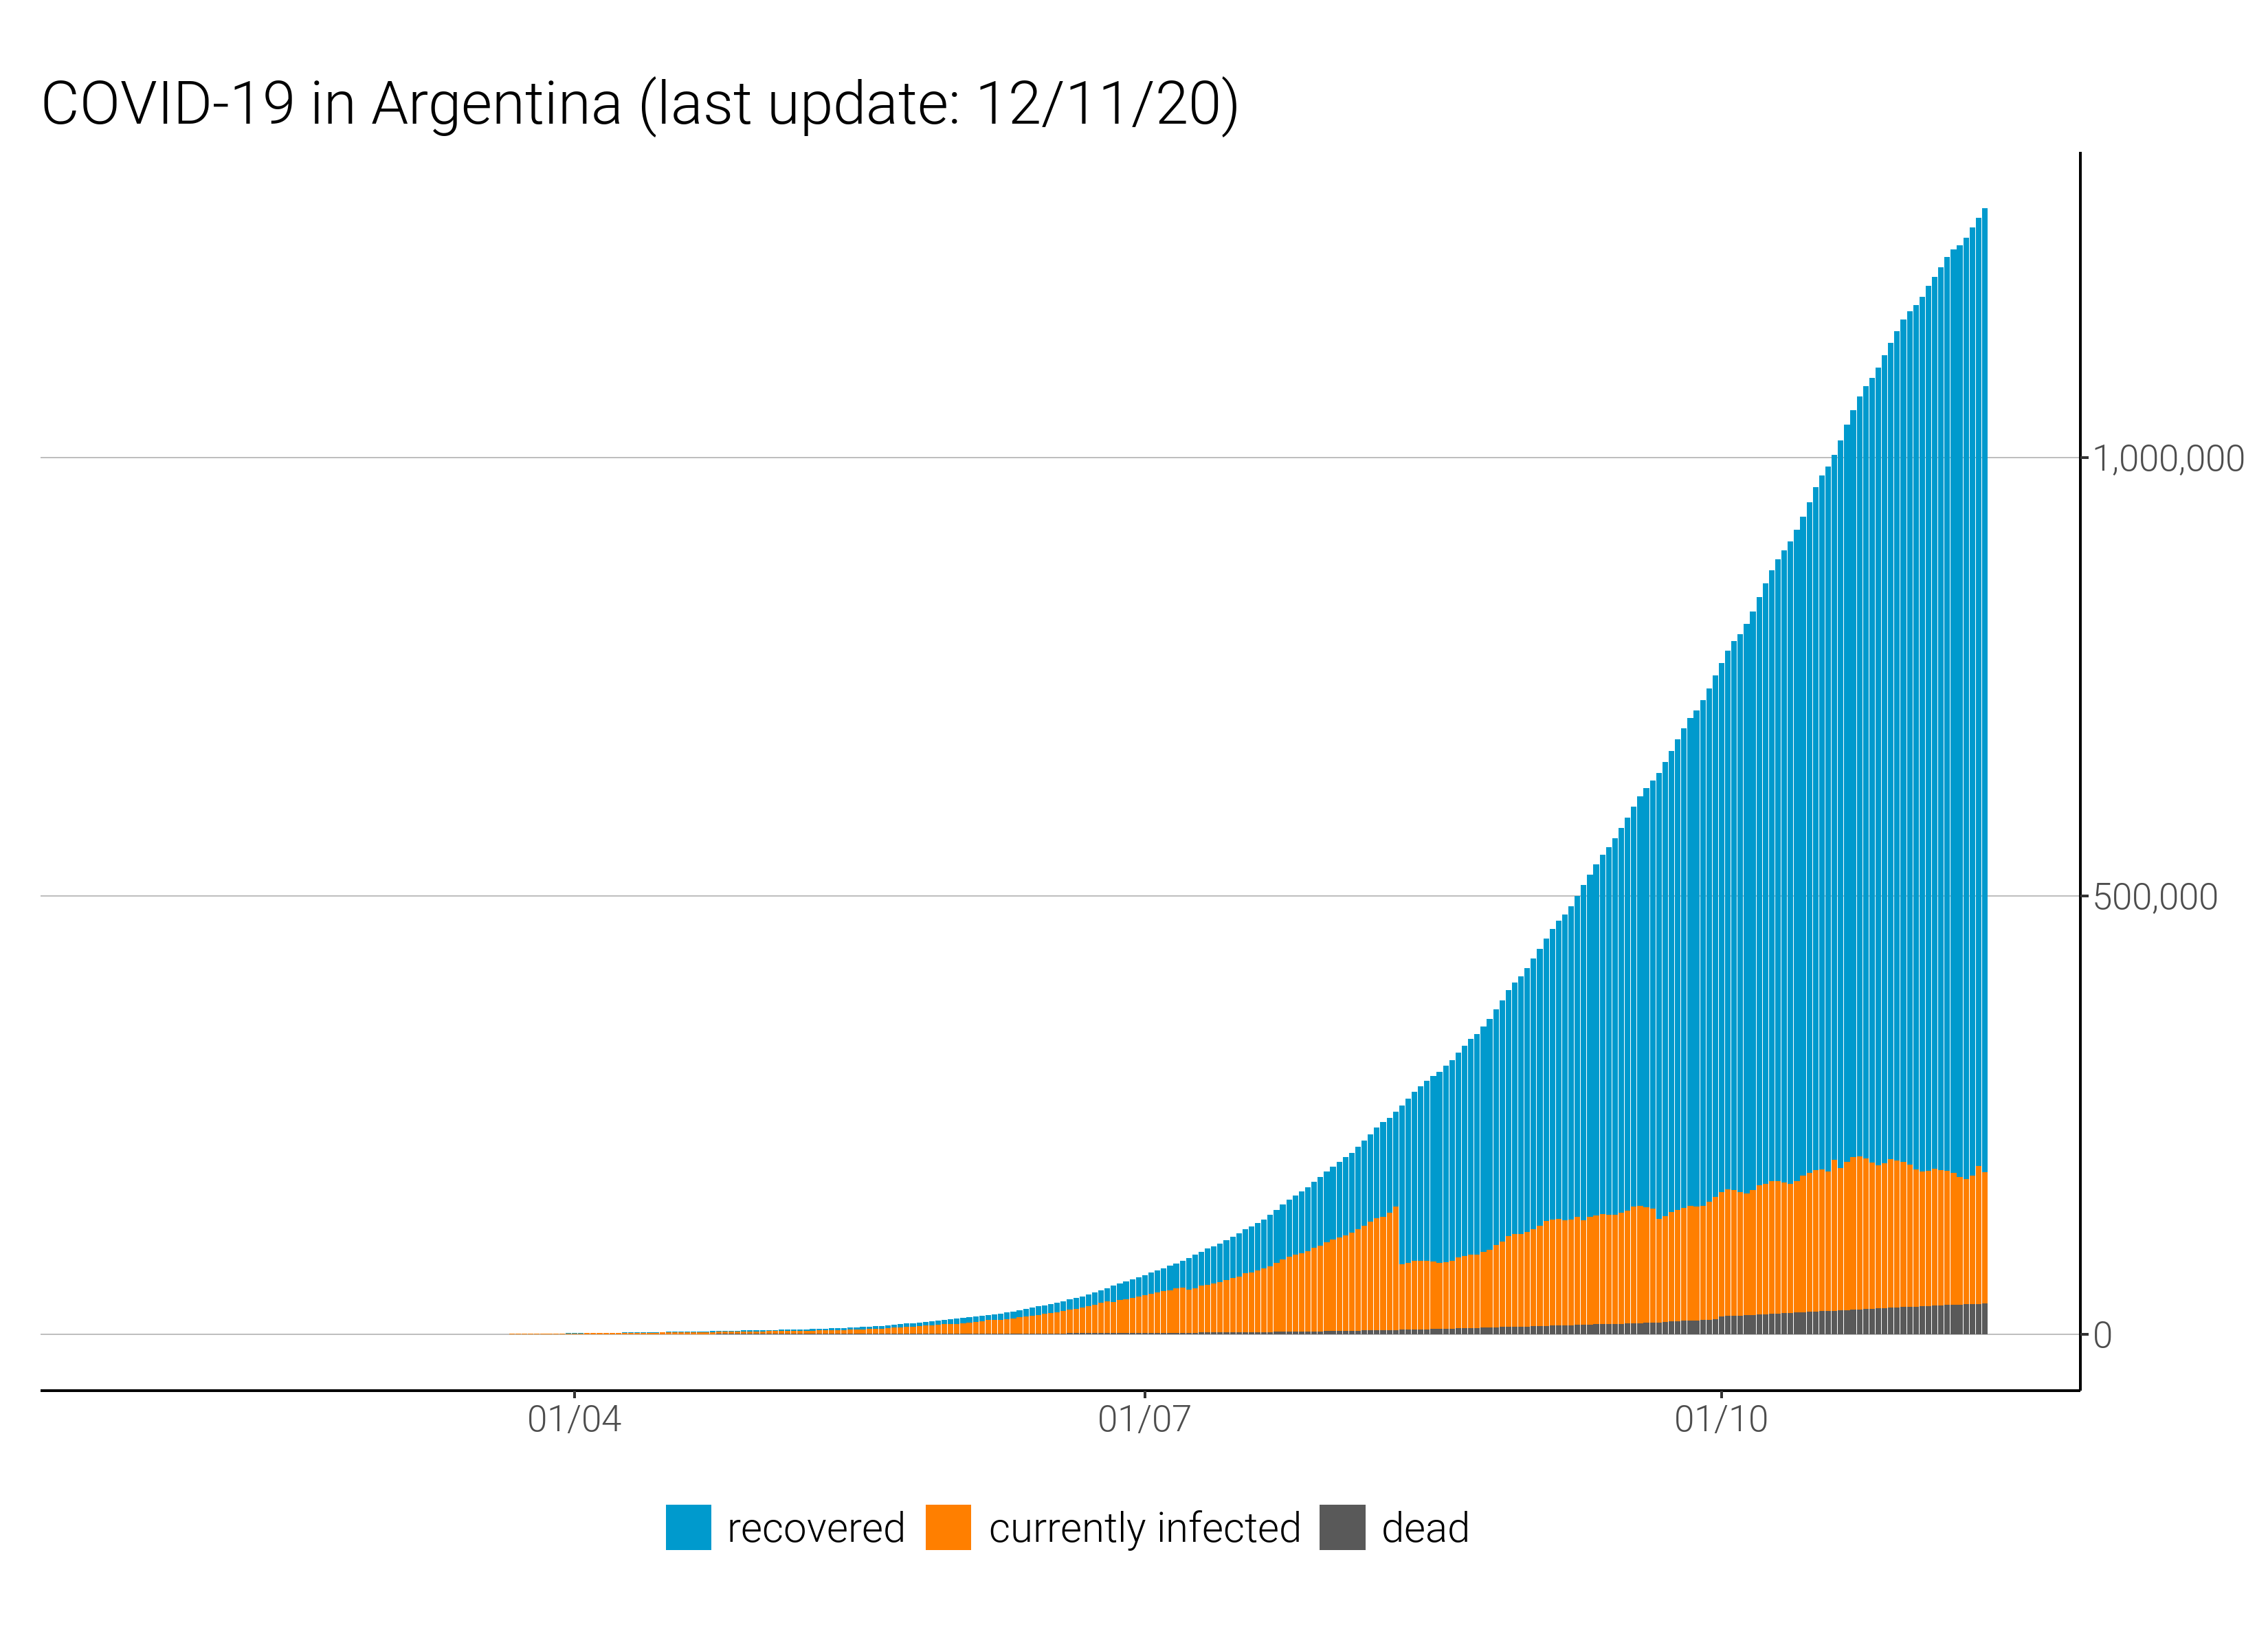 COVID-19 in Argentina (last update: 12/11/20)
1,000,000
500,000
0
01/04 01/07 01/10
recovered currently infected dead